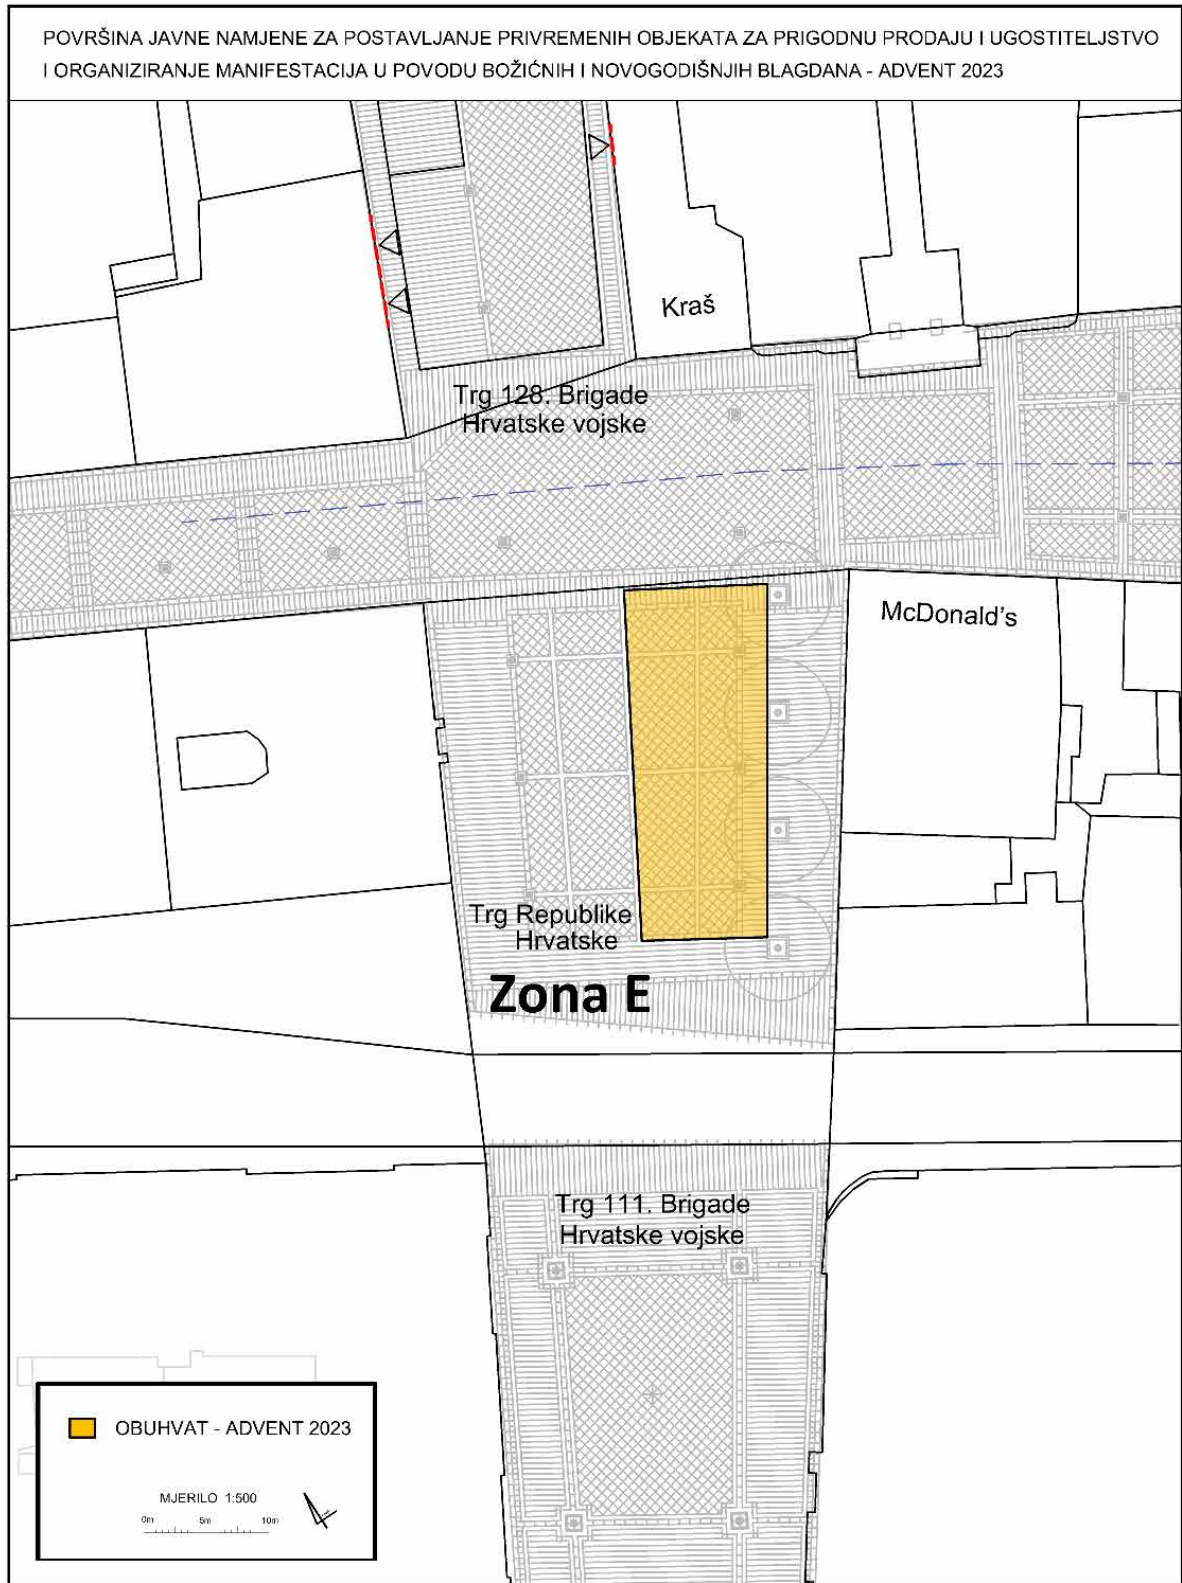 POVRŠINA JAVNE NAMJENE ZA POSTAVLJANJE PRIVREMENIH OBJEKATA ZA PRIGODNU PRODAJU I UGOSTITELJSTVO
I ORGANIZIRANJE MANIFESTACIJA U POVODU BOŽIĆNIH I NOVOGODIŠNJIH BLAGDANA - ADVENT 2023
Kraš
Trg 128. Brigade
Hrvatske vojske
McDonald's
Trg Republike
Hrvatske
Zona E
Trg 111. Brigade
Hrvatske vojske
OBUHVAT - ADVENT 2023
MJERILO 1:500
0m 5m 10m